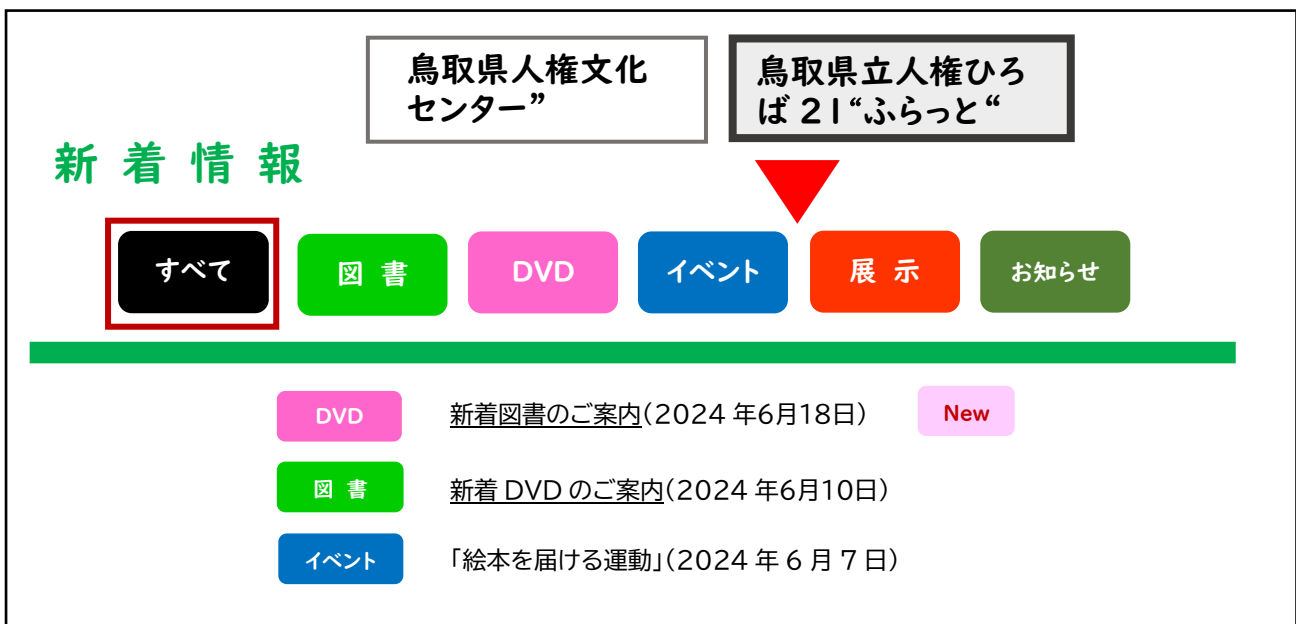 鳥取県人権文化
センター”
鳥取県立人権ひろ
ば 21“ふらっと“
新 着 情 報
すべて
図 書
DVD
イベント
展 示
お知らせ
DVD 新着図書のご案内(2024 年6月18日) New
図 書 新着 DVD のご案内(2024 年6月10日)
イベント 「絵本を届ける運動」(2024 年 6 月 7 日)